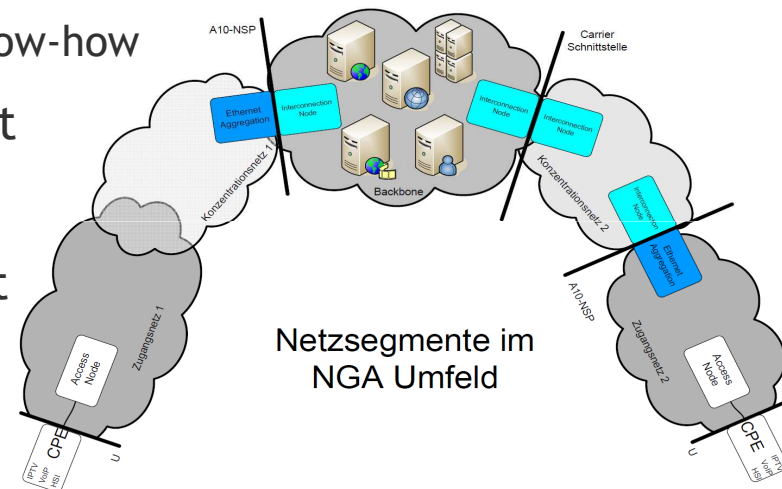 ow-how
t
t
A10-NSP
Carrier
Schnittstelle
Ethernet
Aggregation
Interconnection
Node
Interconnection
Node
Interconnection
Node
Backbone
Konzentrationsnetz 1
Konzentrationsnetz 2
Interconnection
Node
Ethernet
Aggregation
A10-NSP
Zugangsnetz 1
Zugangsnetz 2
Netzsegmente im
NGA Umfeld
Access
Node
Access
Node
CPE
IPTV
VoIP
HSI
U
CPE
IPTV
VoIP
HSI
U